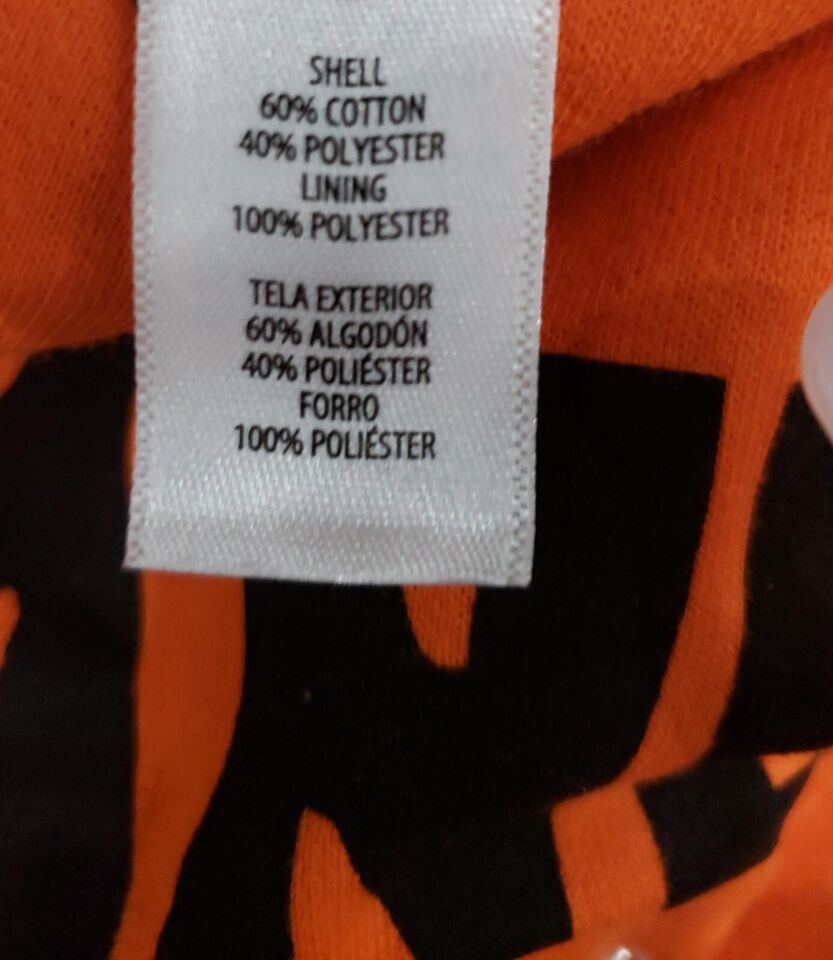 SHELL
60% COTTON
40% POLYESTER
LINING
100% POLYESTER
TELA EXTERIOR
60% ALGODÓN
40% POLIÉSTER
FORRO
100% POLIÉSTER